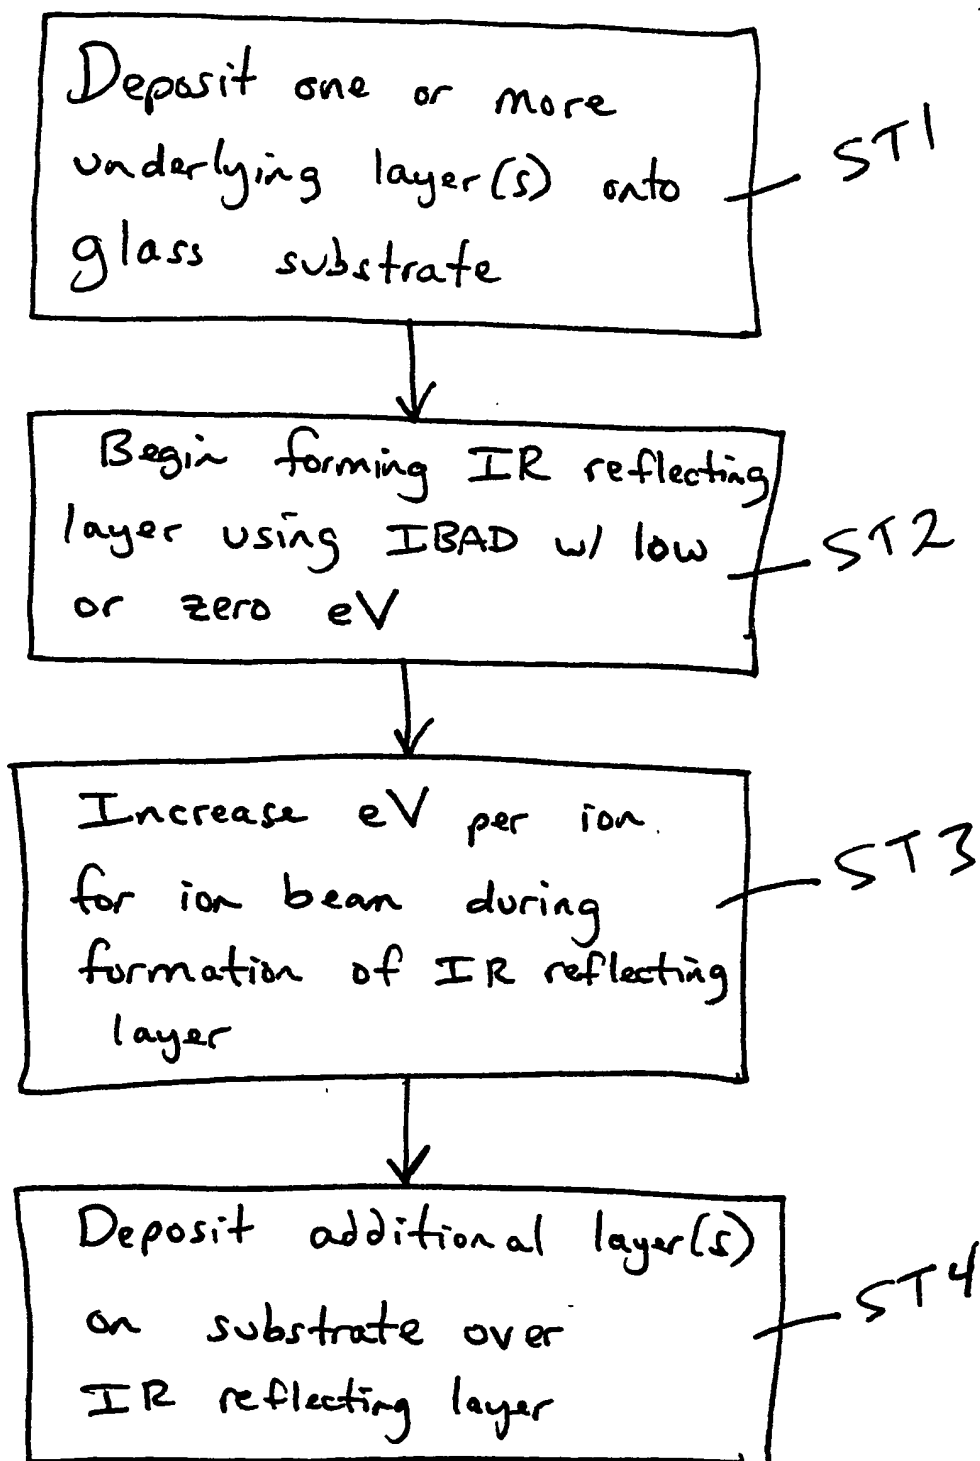 Deposit one or more
underlying layer(s) onto
glass substrate
ST1
Begin forming IR reflecting
layer using IBAD w/ low
or zero eV
ST2
Increase eV per ion
for ion beam during
formation of IR reflecting
layer
ST3
Deposit additional layer(s)
on substrate over
IR reflecting layer
ST4